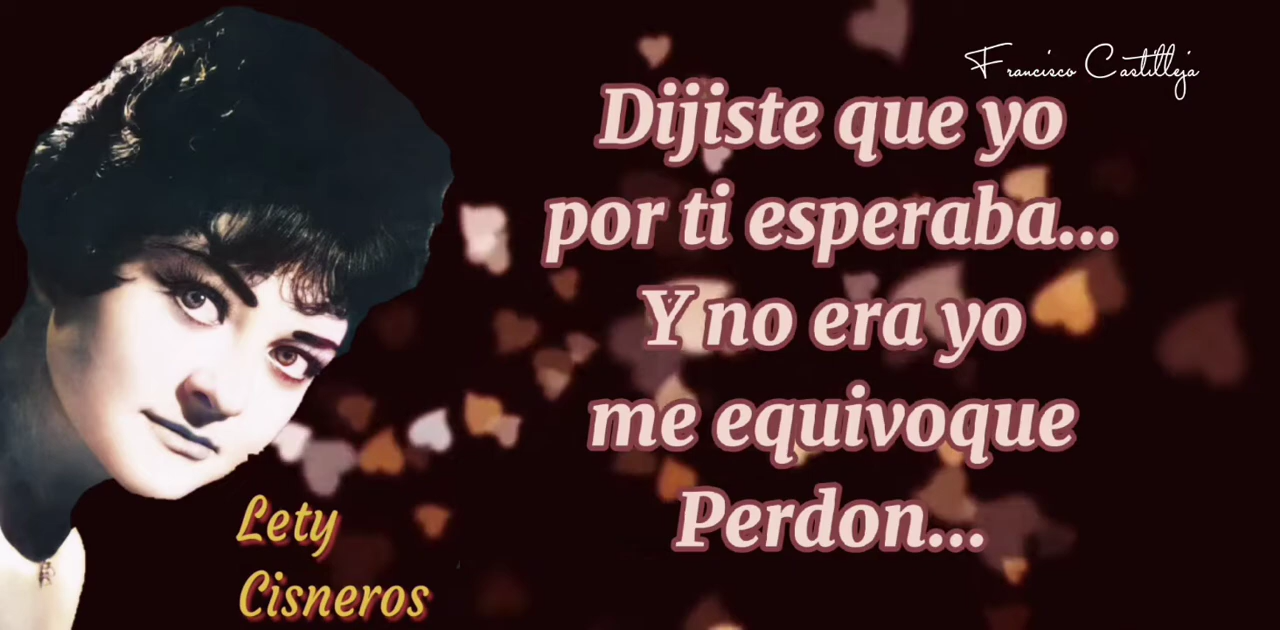 Francisco Castilleja
Dijiste que yo
por ti esperaba...
Y no era yo
me equivoque
Perdon...
Lety
Cisneros